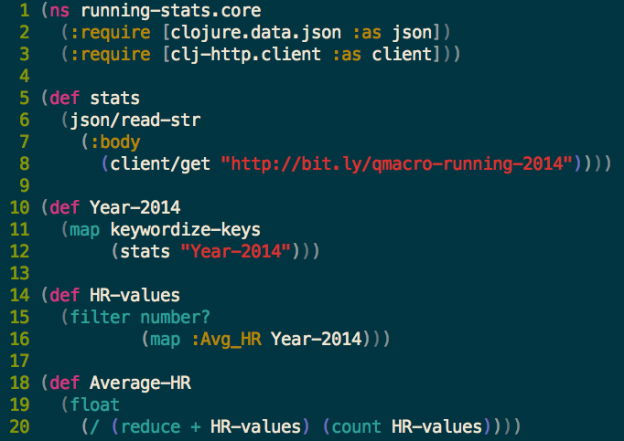 1 (ns running-stats.core
2   (:require [clojure.data.json :as json])
3   (:require [clj-http.client :as client]))
4
5 (def stats
6   (json/read-str
7     (:body
8       (client/get "http://bit.ly/qmacro-running-2014"))))
9
10 (def Year-2014
11   (map keywordize-keys
12        (stats "Year-2014")))
13
14 (def HR-values
15   (filter number?
16           (map :Avg_HR Year-2014)))
17
18 (def Average-HR
19   (float
20     (/ (reduce + HR-values) (count HR-values))))